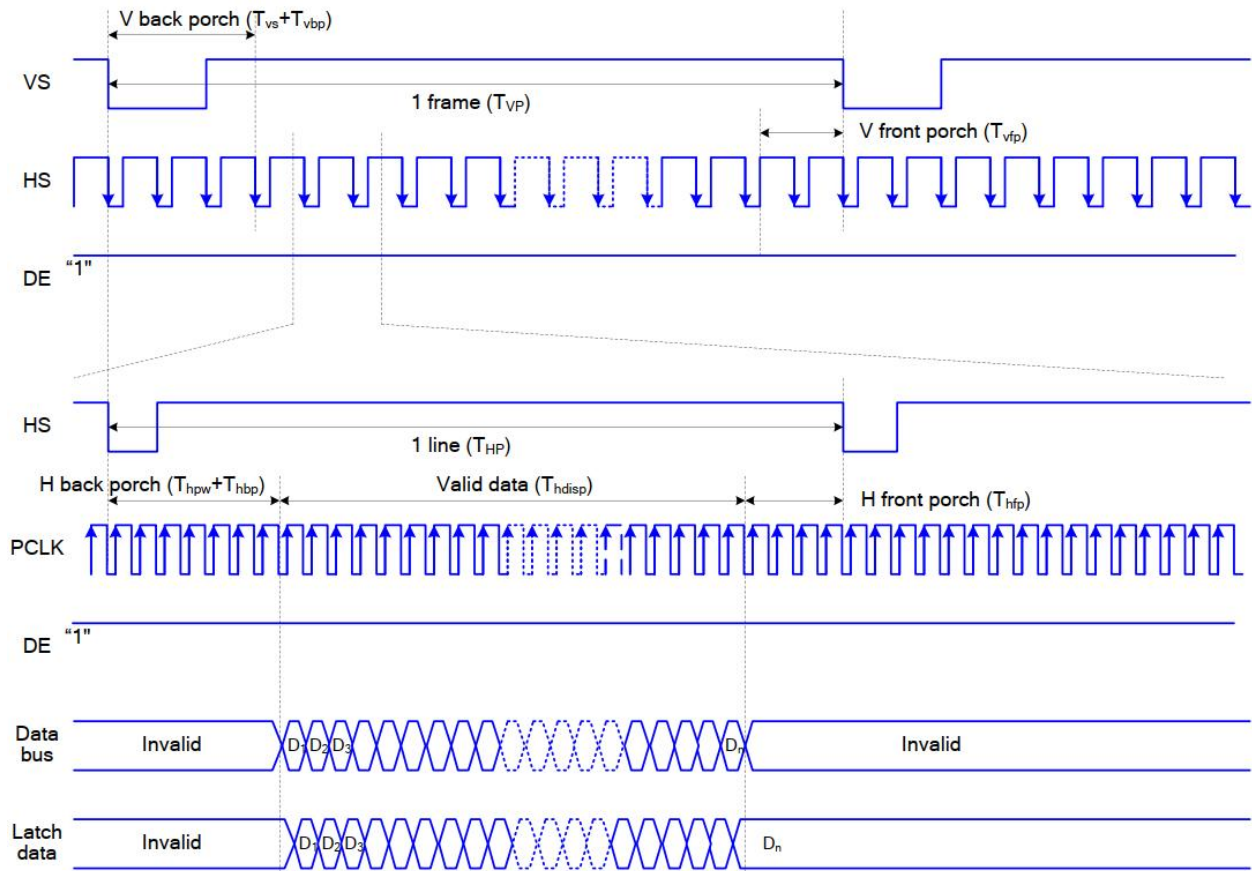 V back porch (Tvs+Tvbp)
VS
1 frame (TVP)
V front porch (Tvfp)
HS
DE “1"
HS
1 line (THP)
H back porch (Thpw+Thbp) Valid data (Thdisp) H front porch (Thfp)
PCLK
DE “1"
Data bus Invalid D1 D2 D3 Dn Invalid
Latch data Invalid D1 D2 D3 Dn